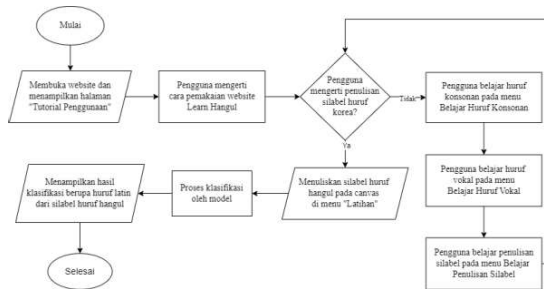 Mulai
Membuka website dan
menampilkan halaman
"Tutorial Penggunaan"
Pengguna mengerti
cara pemakaian website
Learn Hangul
Pengguna
mengerti penulisan
silabel huruf
korea?
Tidak
Pengguna belajar huruf
konsonan pada menu
Belajar Huruf Konsonan
Pengguna belajar huruf
vokal pada menu
Belajar Huruf Vokal
Pengguna belajar penulisan
silabel pada menu Belajar
Penulisan Silabel
Ya
Menuliskan silabel huruf
hangul pada canvas
di menu "Latihan"
Proses klasifikasi
oleh model
Menampilkan hasil
klasifikasi berupa huruf latin
dari silabel huruf hangul
Selesai